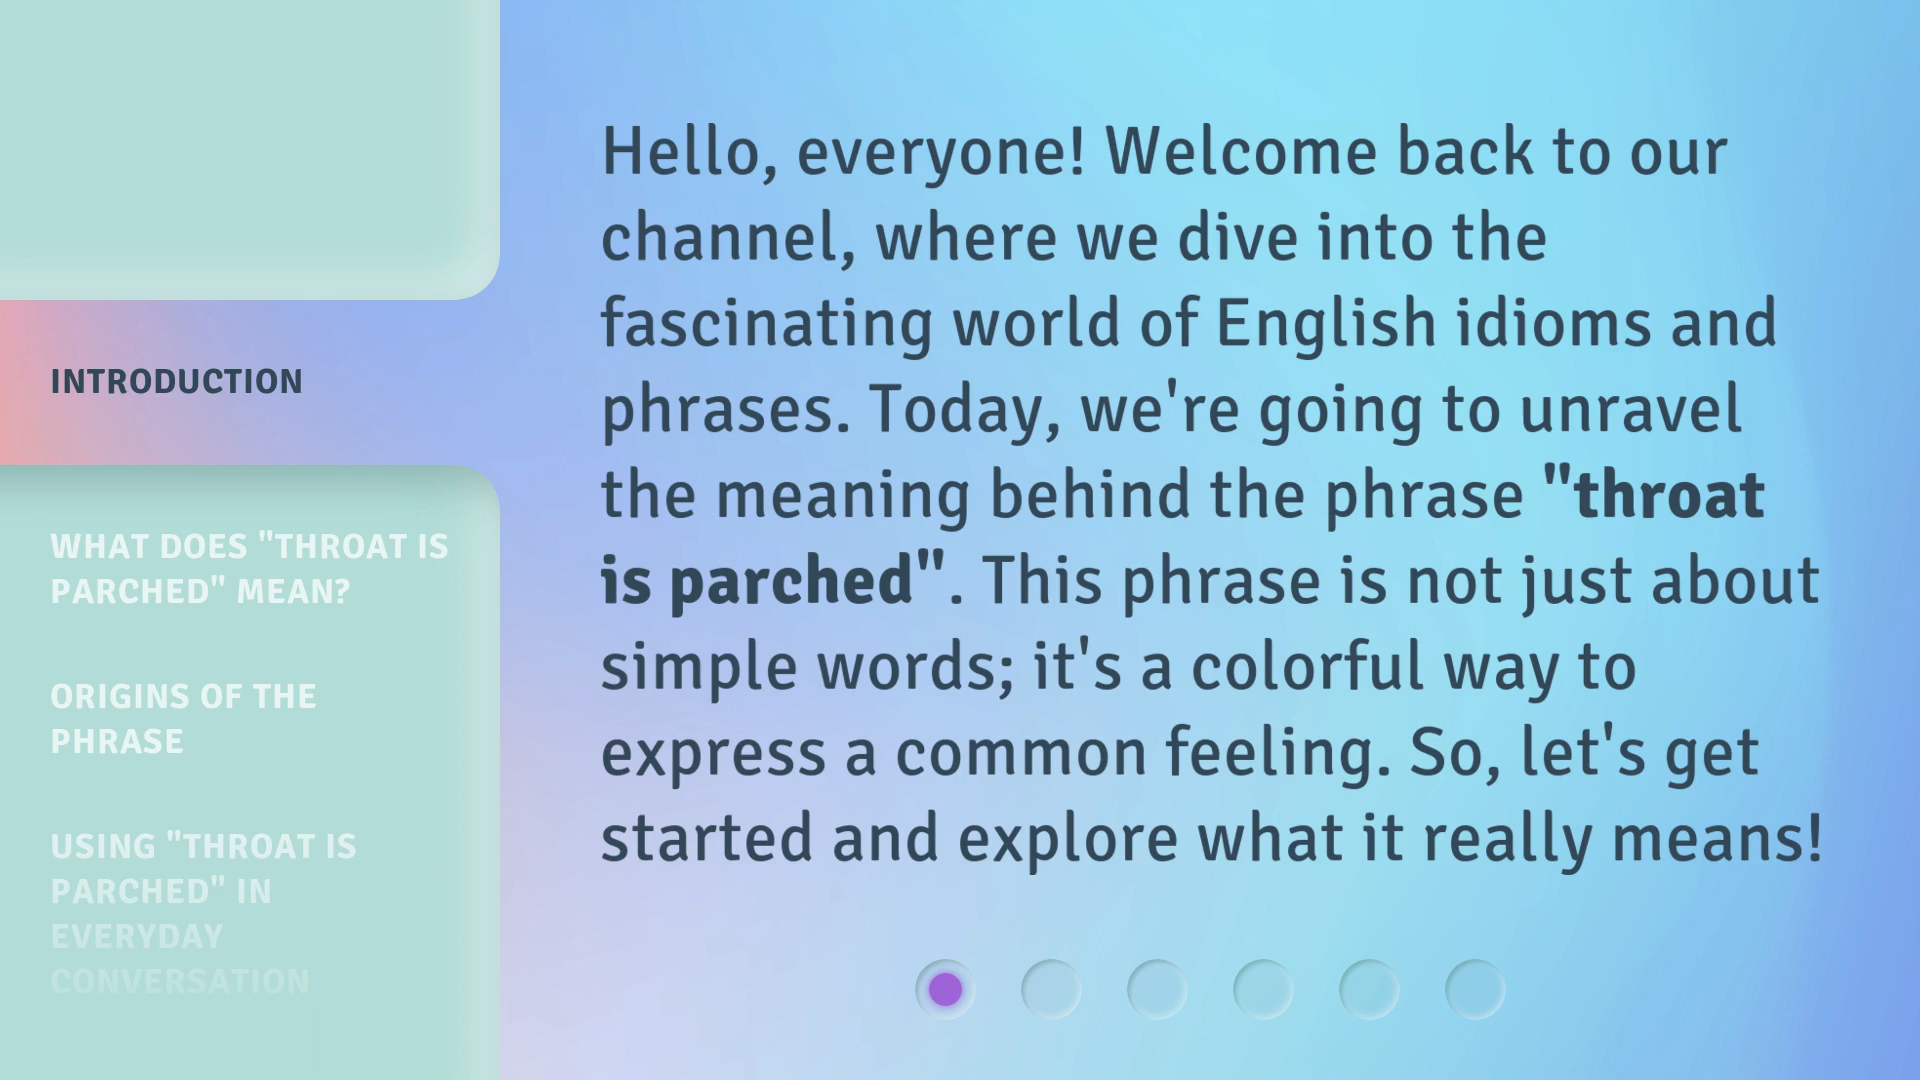 INTRODUCTION
WHAT DOES "THROAT IS
PARCHED" MEAN?
ORIGINS OF THE
PHRASE
USING "THROAT IS
PARCHED" IN
EVERYDAY
CONVERSATION
Hello, everyone! Welcome back to our
channel, where we dive into the
fascinating world of English idioms and
phrases. Today, we're going to unravel
the meaning behind the phrase "throat
is parched". This phrase is not just about
simple words; it's a colorful way to
express a common feeling. So, let's get
started and explore what it really means!